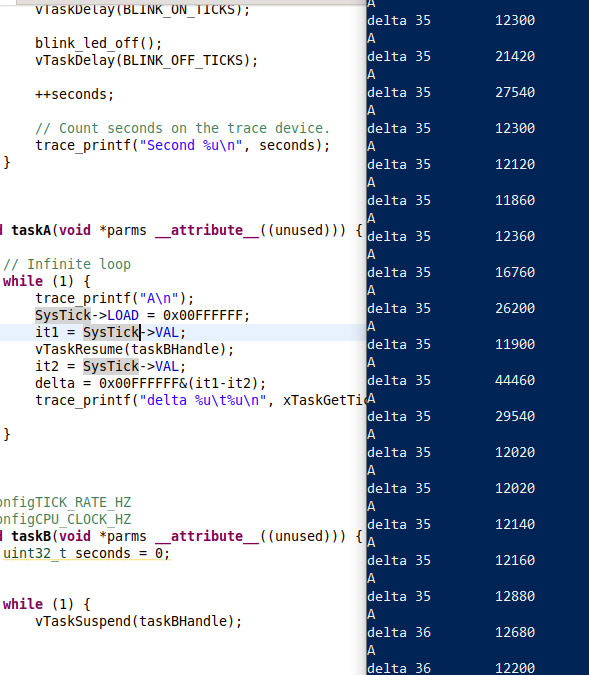 vTaskDelay(BLINK_ON_TICKS);
blink_led_off();
vTaskDelay(BLINK_OFF_TICKS);
++seconds;
// Count seconds on the trace device.
trace_printf("Second %u\n", seconds);
}
d taskA(void *parms __attribute__((unused))) {
// Infinite loop
while (1) {
trace_printf("A\n");
SysTick->LOAD = 0x00FFFFFF;
it1 = SysTick->VAL;
vTaskResume(taskBHandle);
it2 = SysTick->VAL;
delta = 0x00FFFFFF&(it1-it2);
trace_printf("delta %u\t%u\n", xTaskGetTic
}
onfigTICK_RATE_HZ
onfigCPU_CLOCK_HZ
d taskB(void *parms __attribute__((unused))) {
uint32_t seconds = 0;
while (1) {
vTaskSuspend(taskBHandle);
A
delta 35 12300
A
delta 35 21420
A
delta 35 27540
A
delta 35 12300
A
delta 35 12120
A
delta 35 11860
A
delta 35 12360
A
delta 35 16760
A
delta 35 26200
A
delta 35 11900
A
delta 35 44460
A
delta 35 29540
A
delta 35 12020
A
delta 35 12020
A
delta 35 12140
A
delta 35 12160
A
delta 35 12880
A
delta 36 12680
A
delta 36 12200